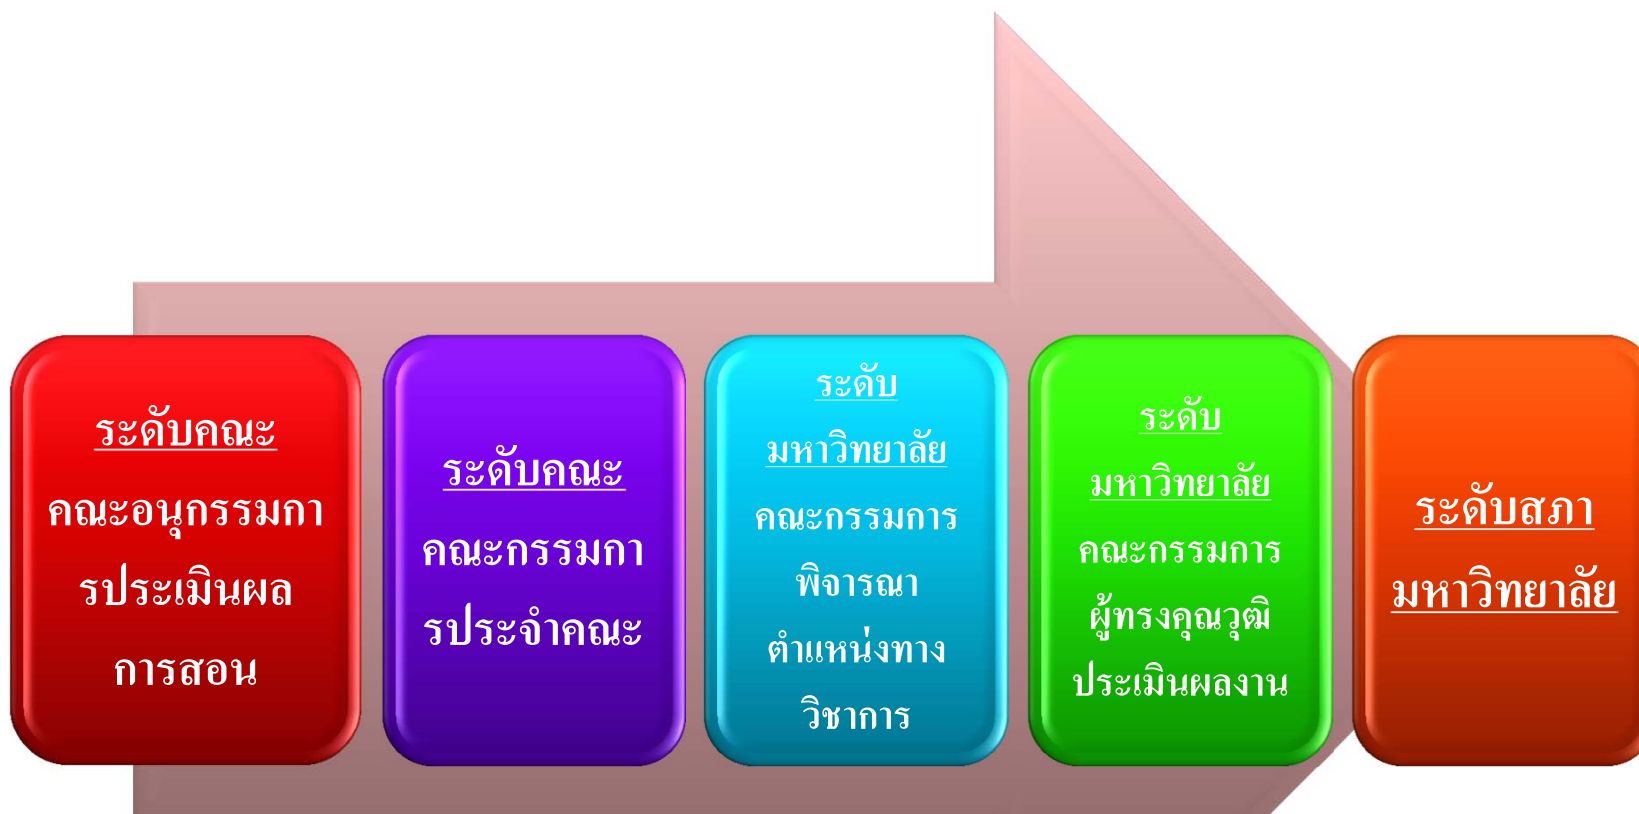 ระดับคณะ
คณะอนุกรรมกา
รประเมินผล
การสอน
ระดับคณะ
คณะกรรมกา
รประจำคณะ
ระดับ
มหาวิทยาลัย
คณะกรรมการ
พิจารณา
ตำแหน่งทาง
วิชาการ
ระดับ
มหาวิทยาลัย
คณะกรรมการ
ผู้ทรงคุณวุฒิ
ประเมินผลงาน
ระดับสภา
มหาวิทยาลัย